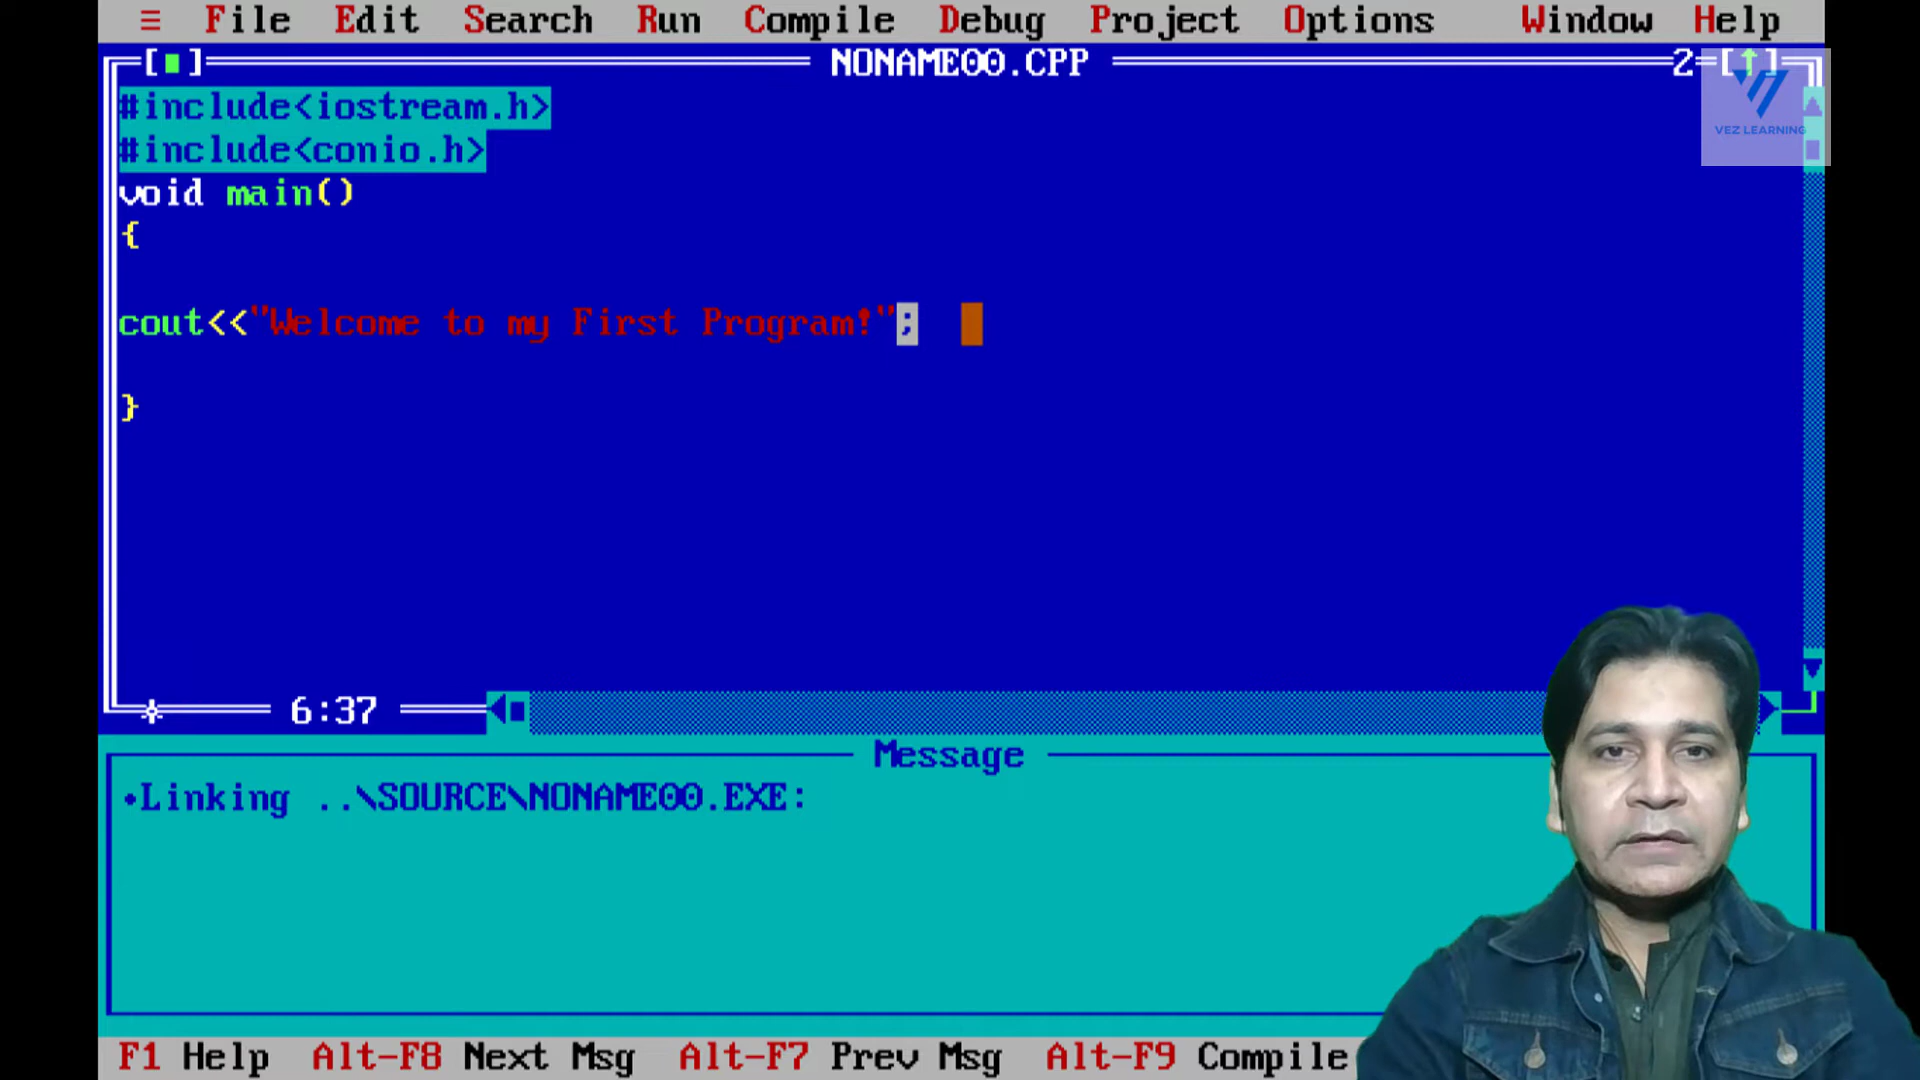 ≡ File Edit Search Run Compile Debug Project Options Window Help
[■] NONAME00.CPP 2=[↑]
VEZ LEARNING
#include<iostream.h>
#include<conio.h>
void main()
{
cout<<"Welcome to my First Program!";
}
6:37
Message
•Linking ..\SOURCE\NONAME00.EXE:
F1 Help Alt-F8 Next Msg Alt-F7 Prev Msg Alt-F9 Compile